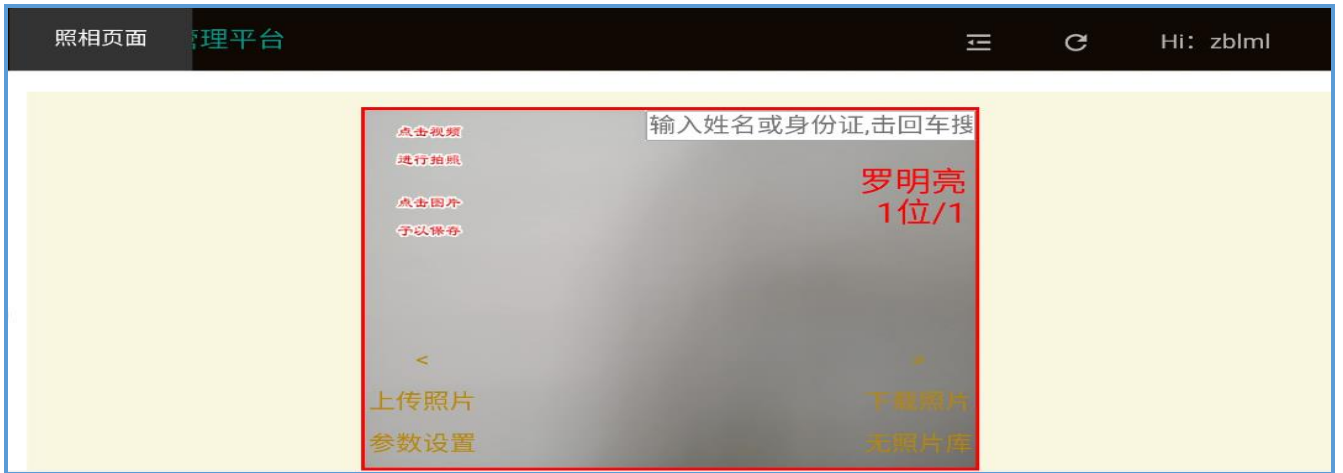 照相页面
管理平台
Hi：zblml
输入姓名或身份证,击回车搜
点击视频
进行拍照
罗明亮
1位/1
点击图片
予以保存
<
>
上传照片
下载照片
参数设置
无照片库